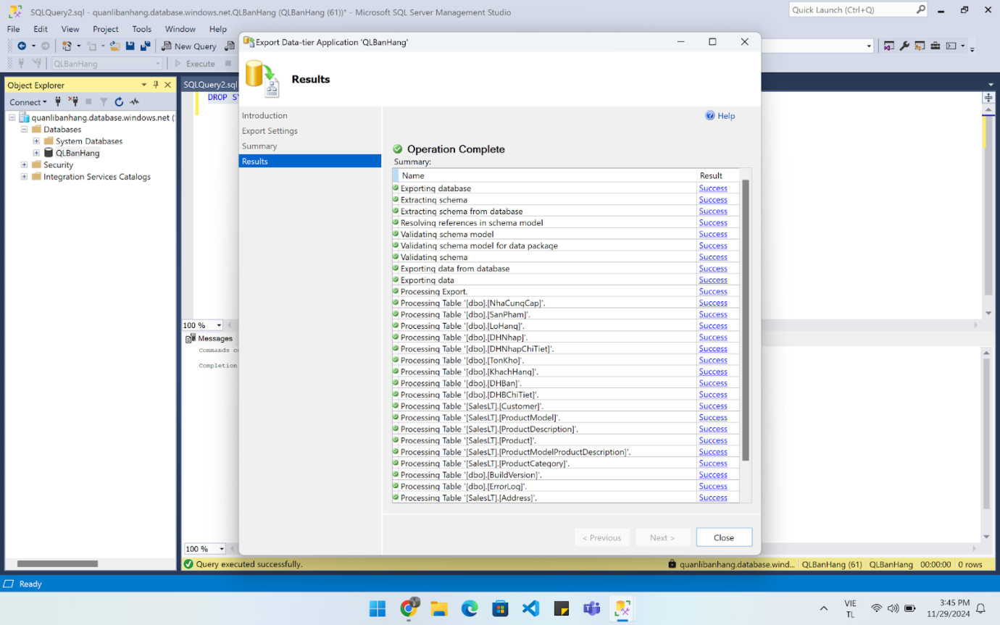 SQLQuery2.sql - quanlibanhang.database.windows.net.QLBanHang (QLBanHang (61))* - Microsoft SQL Server Management Studio
Quick Launch (Ctrl+Q)
File Edit View Project Tools Window Help
New Query
QLBanHang
Execute
Object Explorer
Connect
quanlibanhang.database.windows.net (
Databases
System Databases
QLBanHang
Security
Integration Services Catalogs
SQLQuery2.sql
DROP SY
100 %
Messages
Commands co
Completion
100 %
Export Data-tier Application 'QLBanHang'
Results
Introduction
Export Settings
Summary
Results
Help
Operation Complete
Summary:
Name Result
Exporting database Success
Extracting schema Success
Extracting schema from database Success
Resolving references in schema model Success
Validating schema model Success
Validating schema model for data package Success
Validating schema Success
Exporting data from database Success
Exporting data Success
Processing Export. Success
Processing Table '[dbo].[NhaCungCap]'. Success
Processing Table '[dbo].[SanPham]'. Success
Processing Table '[dbo].[LoHang]'. Success
Processing Table '[dbo].[DHNhap]'. Success
Processing Table '[dbo].[DHNhapChiTiet]'. Success
Processing Table '[dbo].[TonKho]'. Success
Processing Table '[dbo].[KhachHang]'. Success
Processing Table '[dbo].[DHBan]'. Success
Processing Table '[dbo].[DHBChiTiet]'. Success
Processing Table '[SalesLT].[Customer]'. Success
Processing Table '[SalesLT].[ProductModel]'. Success
Processing Table '[SalesLT].[ProductDescription]'. Success
Processing Table '[SalesLT].[Product]'. Success
Processing Table '[SalesLT].[ProductModelProductDescription]'. Success
Processing Table '[SalesLT].[ProductCategory]'. Success
Processing Table '[dbo].[BuildVersion]'. Success
Processing Table '[dbo].[ErrorLog]'. Success
Processing Table '[SalesLT].[Address]'. Success
< Previous Next > Close
Query executed successfully. quanlibanhang.database.wind... QLBanHang (61) QLBanHang 00:00:00 0 rows
Ready
VIE
TL
3:45 PM
11/29/2024